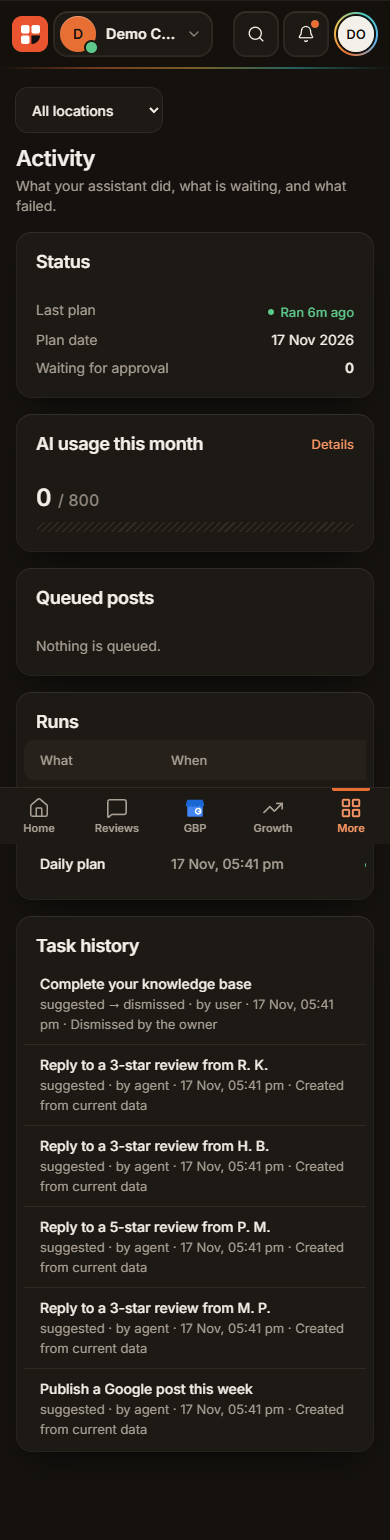 D
Demo C...
DO
All locations
Activity
What your assistant did, what is waiting, and what
failed.
Status
Last plan
Ran 6m ago
Plan date
17 Nov 2026
Waiting for approval
0
AI usage this month
Details
0 / 800
Queued posts
Nothing is queued.
Runs
What
When
Home
Reviews
G
GBP
Growth
More
Daily plan
17 Nov, 05:41 pm
Task history
Complete your knowledge base
suggested → dismissed · by user · 17 Nov, 05:41
pm · Dismissed by the owner
Reply to a 3-star review from R. K.
suggested · by agent · 17 Nov, 05:41 pm · Created
from current data
Reply to a 3-star review from H. B.
suggested · by agent · 17 Nov, 05:41 pm · Created
from current data
Reply to a 5-star review from P. M.
suggested · by agent · 17 Nov, 05:41 pm · Created
from current data
Reply to a 3-star review from M. P.
suggested · by agent · 17 Nov, 05:41 pm · Created
from current data
Publish a Google post this week
suggested · by agent · 17 Nov, 05:41 pm · Created
from current data